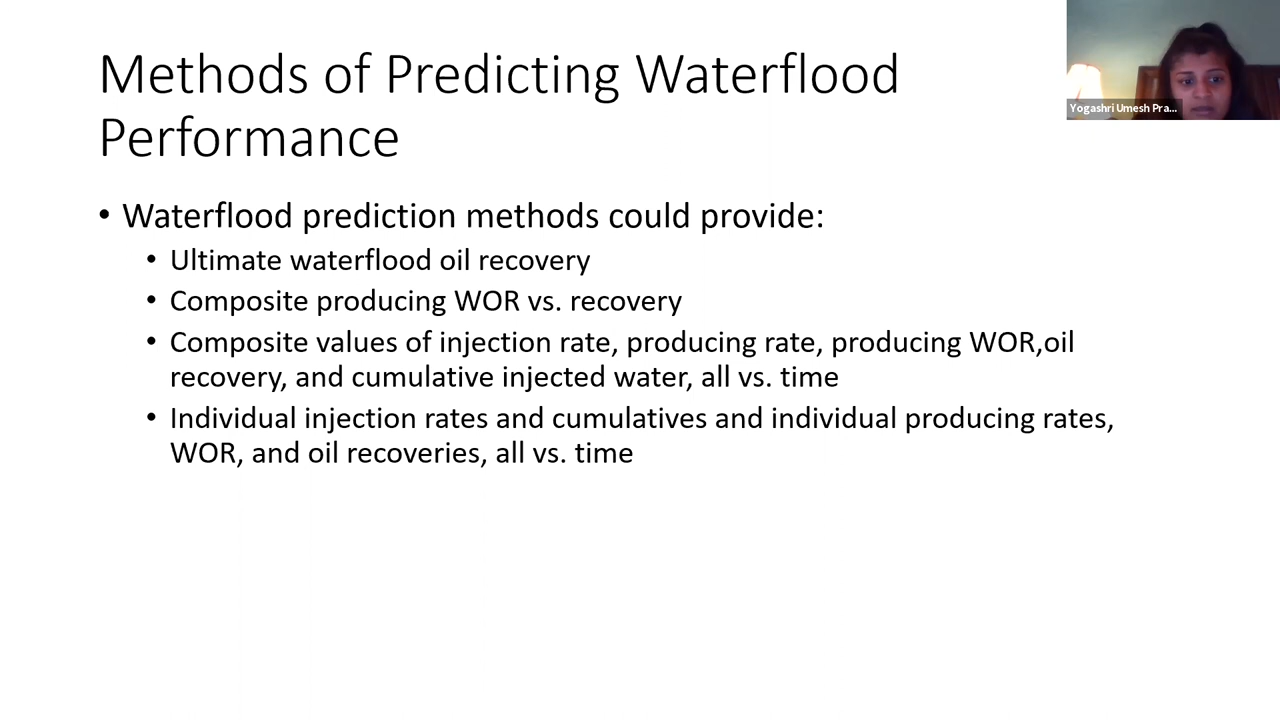 Methods of Predicting Waterflood
Performance
Yogashri Umesh Pra...
• Waterflood prediction methods could provide:
• Ultimate waterflood oil recovery
• Composite producing WOR vs. recovery
• Composite values of injection rate, producing rate, producing WOR,oil
recovery, and cumulative injected water, all vs. time
• Individual injection rates and cumulatives and individual producing rates,
WOR, and oil recoveries, all vs. time